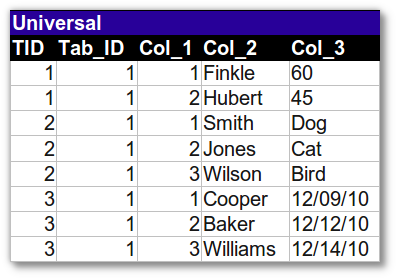 Universal
TID Tab_ID Col_1 Col_2 Col_3
1 1 1 Finkle 60
1 1 2 Hubert 45
2 1 1 Smith Dog
2 1 2 Jones Cat
2 1 3 Wilson Bird
3 1 1 Cooper 12/09/10
3 1 2 Baker 12/12/10
3 1 3 Williams 12/14/10